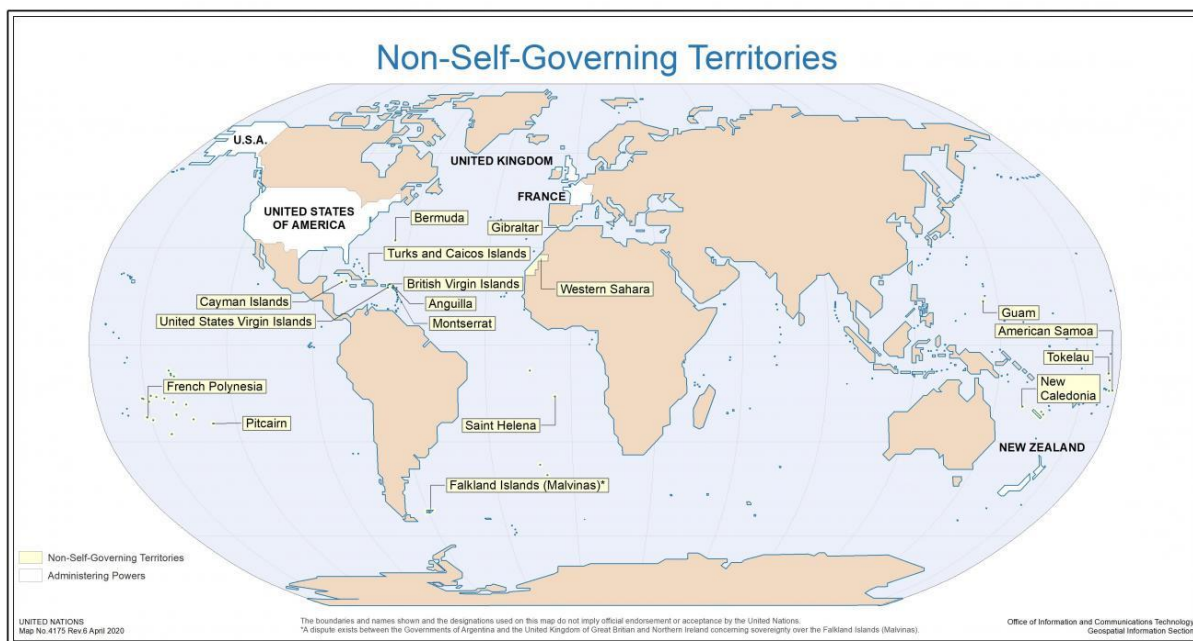 Non-Self-Governing Territories
U.S.A.
UNITED KINGDOM
FRANCE
UNITED STATES
OF AMERICA
Bermuda
Gibraltar
Turks and Caicos Islands
British Virgin Islands
Western Sahara
Cayman Islands
Anguilla
United States Virgin Islands
Montserrat
Guam
American Samoa
Tokelau
New
Caledonia
French Polynesia
Pitcairn
Saint Helena
NEW ZEALAND
Falkland Islands (Malvinas)*
Non-Self-Governing Territories
Administering Powers
UNITED NATIONS
Map No.4175 Rev.6 April 2020
The boundaries and names shown and the designations used on this map do not imply official endorsement or acceptance by the United Nations.
*A dispute exists between the Governments of Argentina and the United Kingdom of Great Britian and Northern Ireland concerning sovereignty over the Falkland Islands (Malvinas).
Office of Information and Communications Technology
Geospatial Information Section